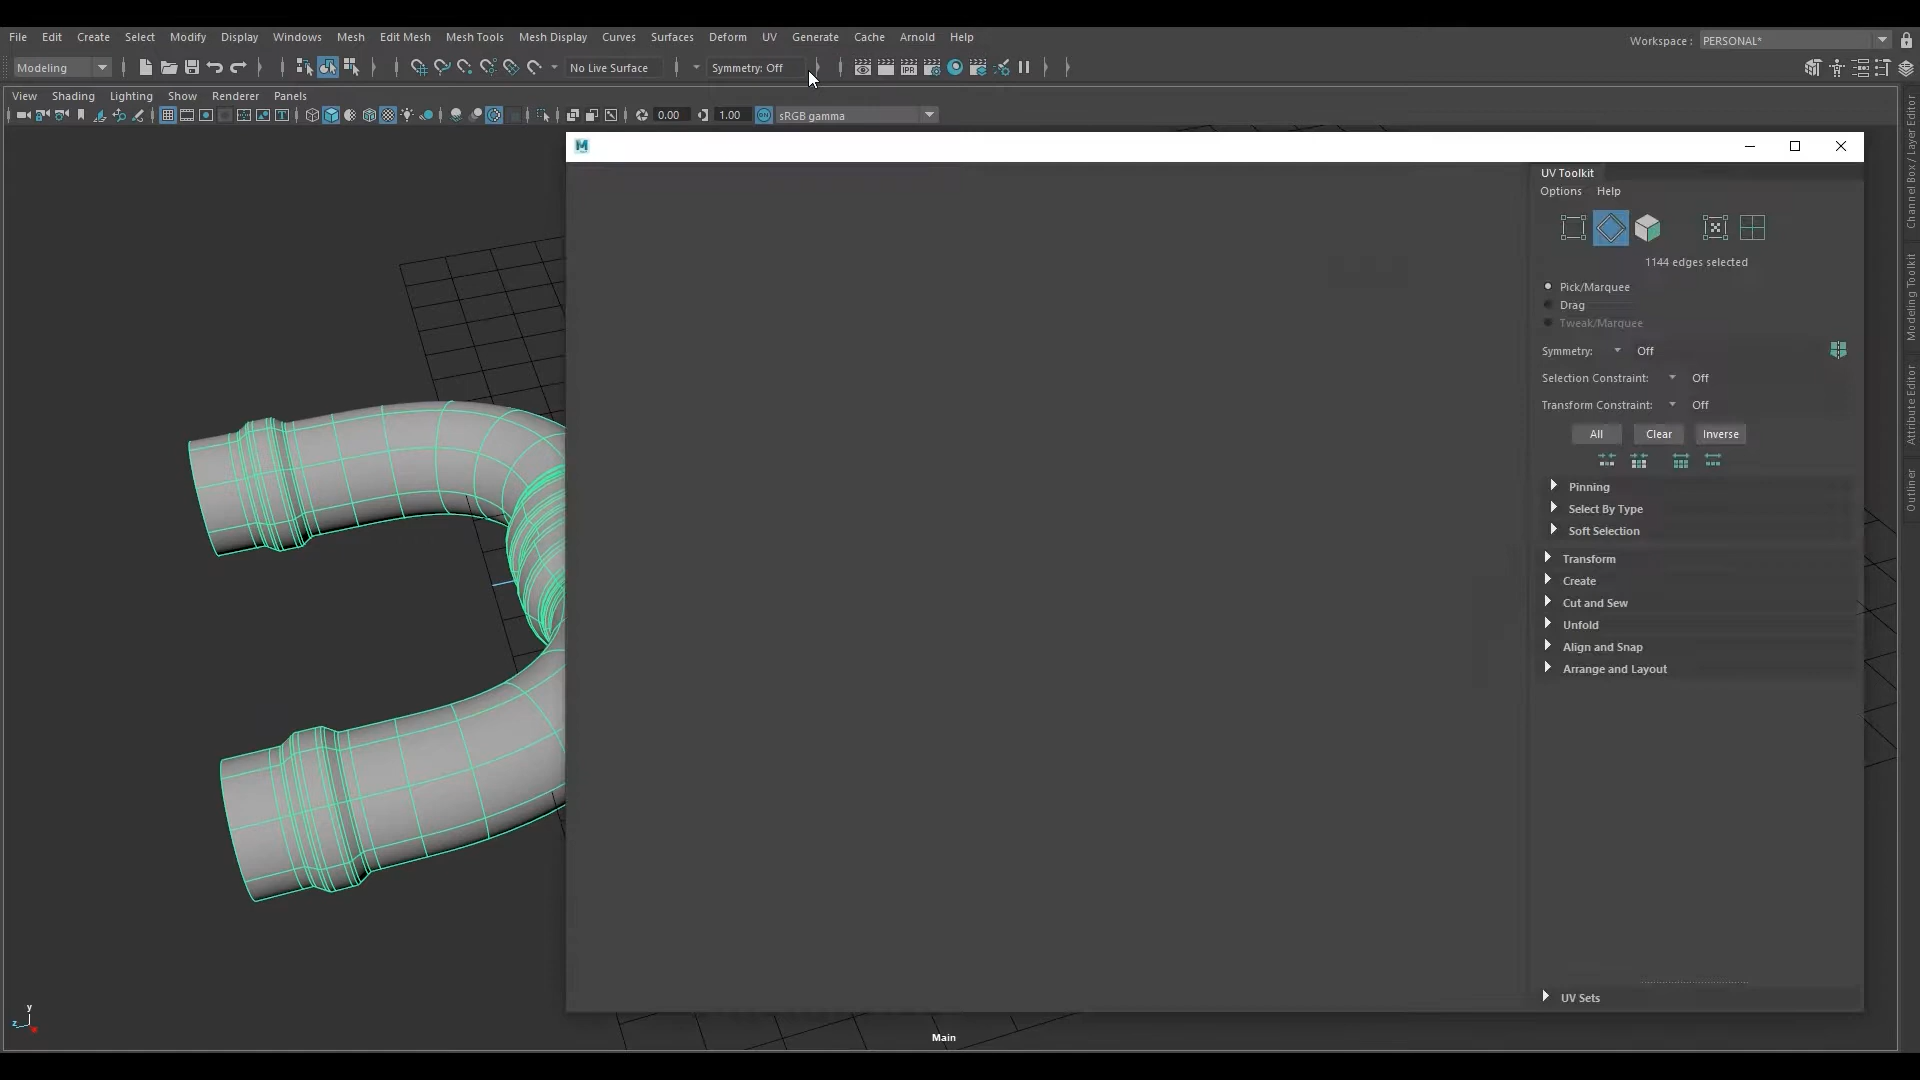 File Edit Create Select Modify Display Windows Mesh Edit Mesh Mesh Tools Mesh Display Curves Surfaces Deform UV Generate Cache Arnold Help
Workspace : PERSONAL*
Modeling No Live Surface Symmetry: Off IPR
View Shading Lighting Show Renderer Panels
0.00 1.00 ON sRGB gamma
M
UV Toolkit
Options Help
1144 edges selected
Pick/Marquee
Drag
Tweak/Marquee
Symmetry: Off
Selection Constraint: Off
Transform Constraint: Off
All Clear Inverse
Pinning
Select By Type
Soft Selection
Transform
Create
Cut and Sew
Unfold
Align and Snap
Arrange and Layout
UV Sets
Channel Box / Layer Editor
Modeling Toolkit
Attribute Editor
Outliner
y
z
Main